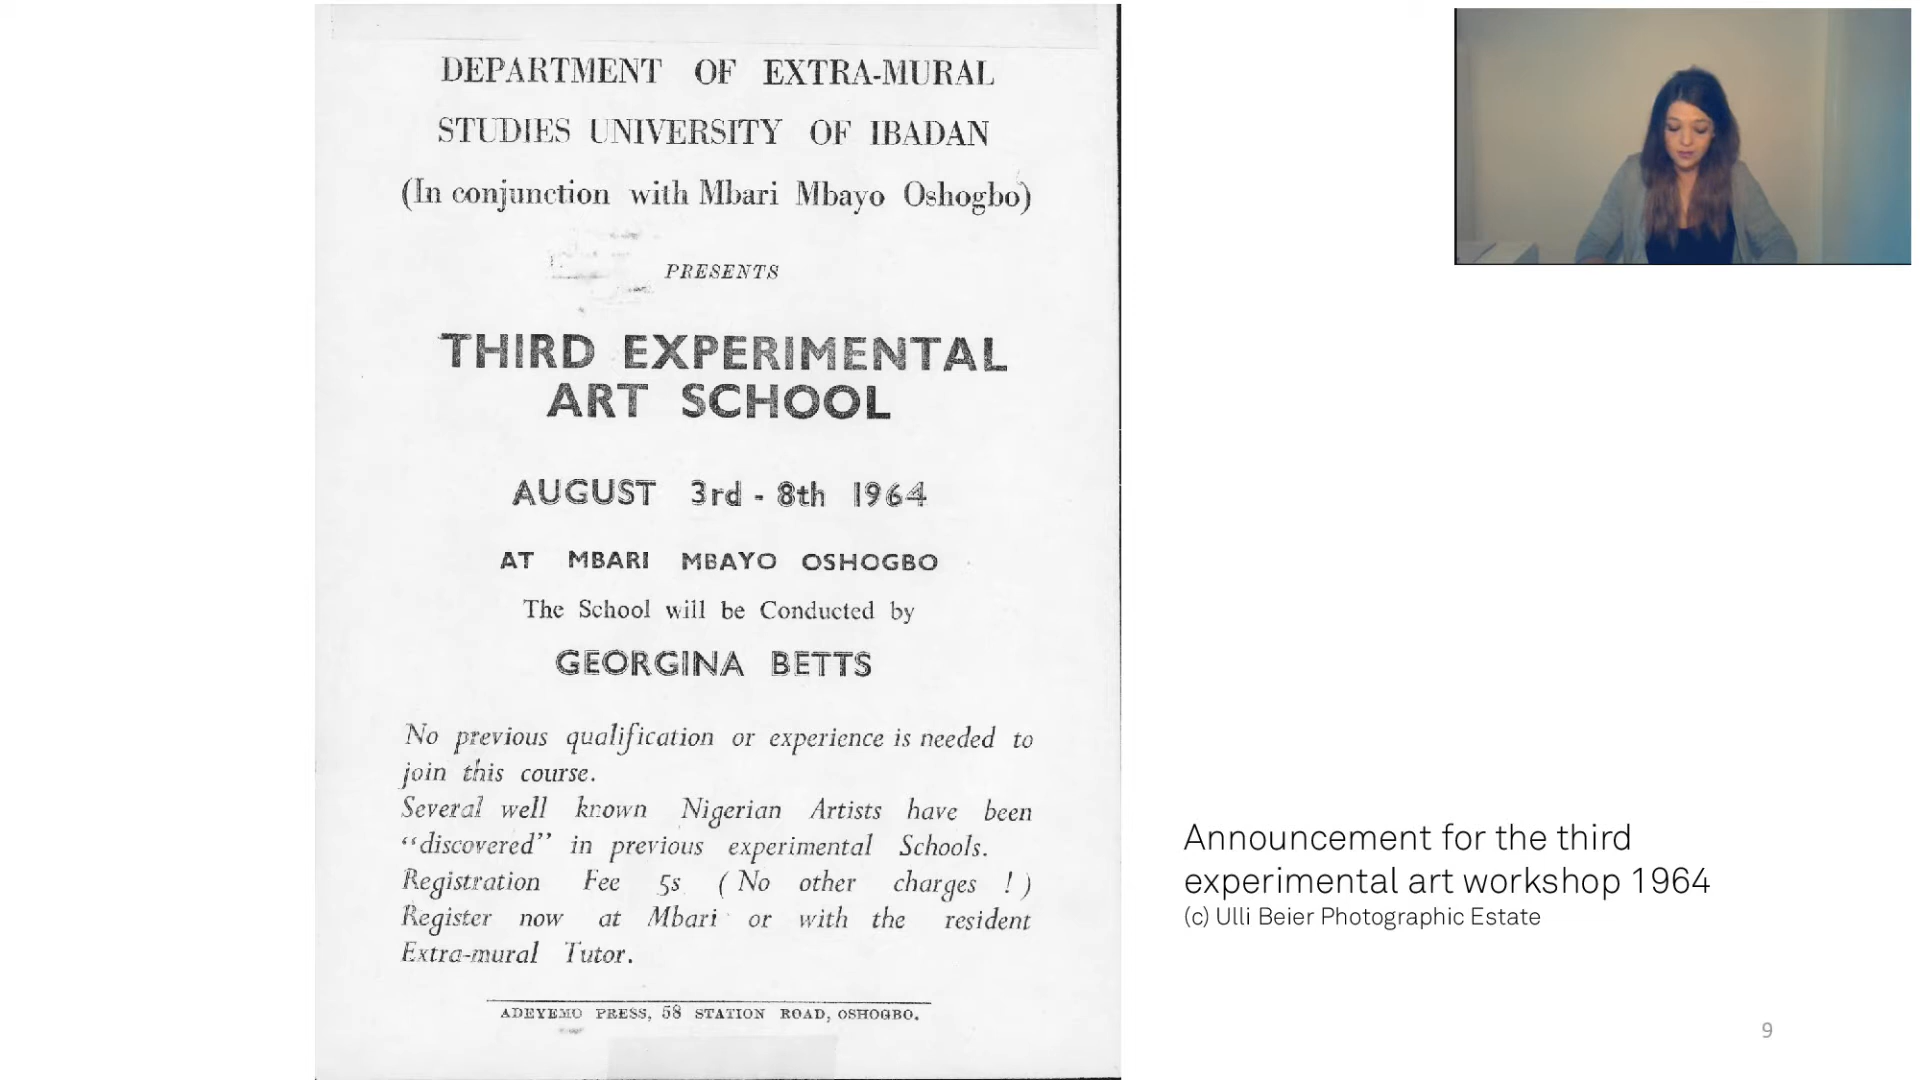 DEPARTMENT OF EXTRA-MURAL
STUDIES UNIVERSITY OF IBADAN
(In conjunction with Mbari Mbayo Oshogbo)
PRESENTS
THIRD EXPERIMENTAL
ART SCHOOL
AUGUST 3rd - 8th 1964
AT MBARI MBAYO OSHOGBO
The School will be Conducted by
GEORGINA BETTS
No previous qualification or experience is needed to
join this course.
Several well known Nigerian Artists have been
“discovered” in previous experimental Schools.
Registration Fee 5s (No other charges !)
Register now at Mbari or with the resident
Extra-mural Tutor.
ADEYEMO PRESS, 58 STATION ROAD, OSHOGBO.
Announcement for the third
experimental art workshop 1964
(c) Ulli Beier Photographic Estate
9